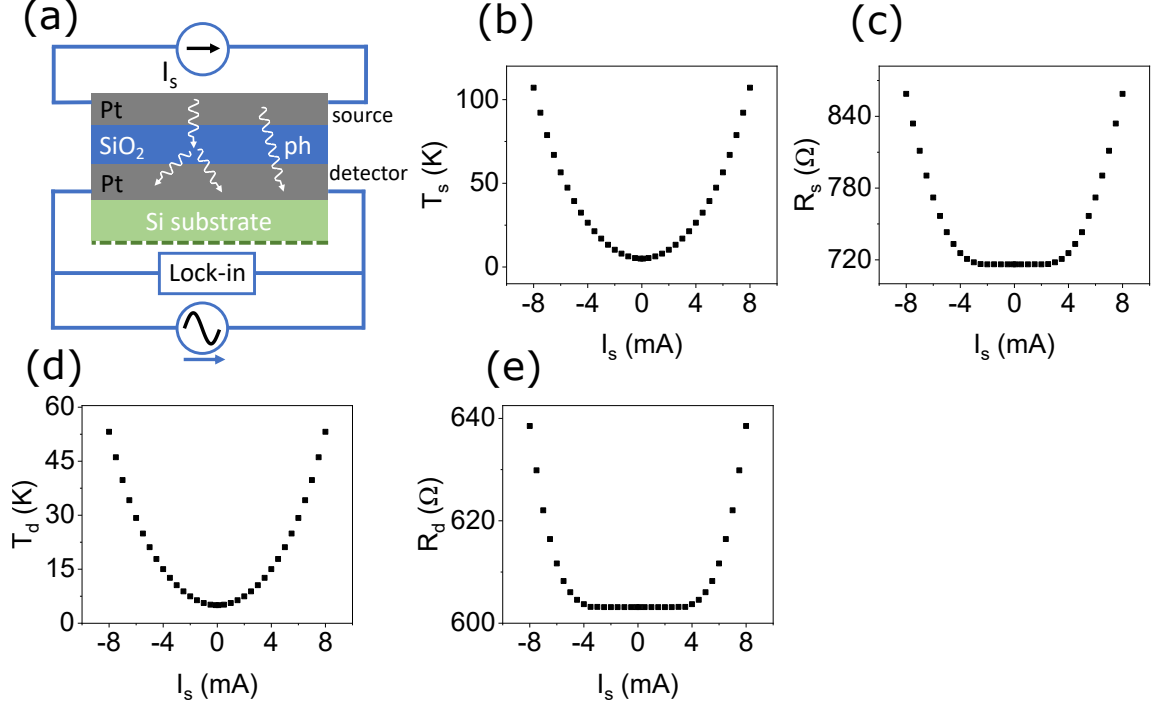 (a)
I_s
Pt
source
SiO₂
ph
Pt
detector
Si substrate
Lock-in
(b)
T_s (K)
100
50
0
-8 -4 0 4 8
I_s (mA)
(c)
R_s (Ω)
840
780
720
-8 -4 0 4 8
I_s (mA)
(d)
T_d (K)
60
45
30
15
0
-8 -4 0 4 8
I_s (mA)
(e)
R_d (Ω)
640
620
600
-8 -4 0 4 8
I_s (mA)